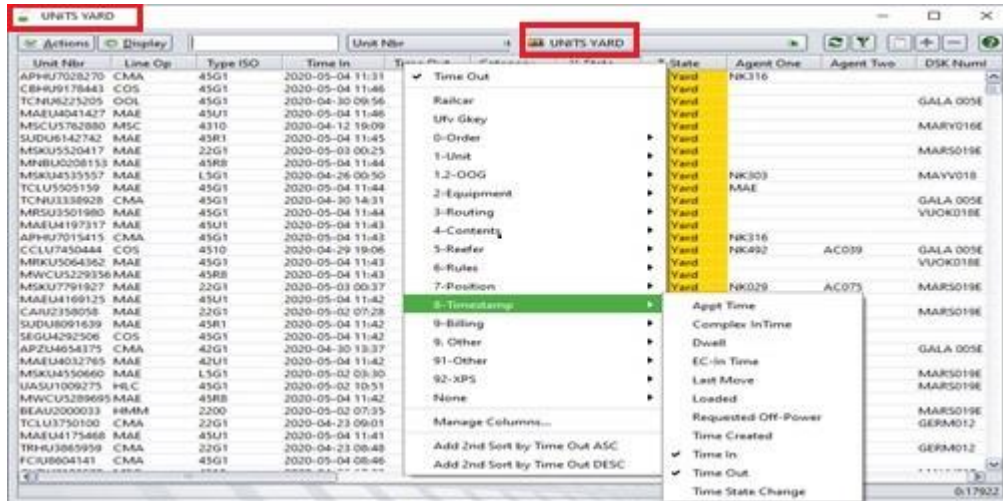 UNITS YARD
Actions Display Unit Nbr UNITS YARD
Unit Nbr Line Op Type ISO Time In State Agent One Agent Two DSK Numl
APHU7028270 CMA 45G1 2020-05-04 11:31 Time Out Yard NK316
CBHU9178443 COS 45G1 2020-05-04 11:46 Yard
TCNU6225205 OOL 45G1 2020-04-30 09:56 Railcar Yard GALA 005E
MAEU4041427 MAE 45U1 2020-05-04 11:46 Ufv Gkey Yard
MSCU5762880 MSC 4310 2020-04-12 19:09 Yard MARY016E
SUDU6142742 MAE 45R1 2020-05-04 11:45 0-Order Yard
MSKU5520417 MAE 22G1 2020-05-03 00:25 1-Unit Yard MARS019E
MNBU0208153 MAE 45R8 2020-05-04 11:44 Yard
MSKU4535557 MAE L5G1 2020-04-26 00:50 1.2-OOG Yard NK303 MAYV018
TCLU5505159 MAE 45G1 2020-05-04 11:44 2-Equipment Yard MAE
TCNU3338928 CMA 45G1 2020-04-30 14:31 Yard GALA 005E
MRSU3501980 MAE 45G1 2020-05-04 11:44 3-Routing Yard VUOK018E
MAEU4197317 MAE 45U1 2020-05-04 11:43 4-Contents Yard
APHU7015415 CMA 45G1 2020-05-04 11:43 Yard NK316
CCLU7450444 COS 4510 2020-04-29 19:06 5-Reefer Yard NK492 AC039 GALA 005E
MRKU5064362 MAE 45G1 2020-05-04 11:43 6-Rules Yard VUOK018E
MWCU5229356 MAE 45R8 2020-05-04 11:43 Yard
MSKU7791927 MAE 22G1 2020-05-03 00:37 7-Position Yard NK029 AC075 MARS019E
MAEU4169125 MAE 45U1 2020-05-04 11:42 8-Timestamp Appt Time
CAIU2358058 MAE 22G1 2020-05-02 07:28 MARS019E
SUDU8091639 MAE 45R1 2020-05-04 11:42 9-Billing Complex InTime
SEGU4292506 COS 45G1 2020-05-04 11:42 9. Other Dwell
APZU4654375 CMA 42G1 2020-04-30 13:37 GALA 005E
MAEU4032765 MAE 42U1 2020-05-04 11:42 91-Other EC-In Time
MSKU4550660 MAE L5G1 2020-05-02 03:30 92-XPS Last Move MARS019E
UASU1009275 HLC 45G1 2020-05-02 10:51 MARS019E
MWCU5289695 MAE 45R8 2020-05-04 11:42 None Loaded
BEAU2000033 HMM 2200 2020-05-02 07:35 Requested Off-Power MARS019E
TCLU3750100 CMA 22G1 2020-04-23 09:01 Manage Columns... GERM012
MAEU4175468 MAE 45U1 2020-05-04 11:41 Time Created
TRHU3865959 CMA 22G1 2020-04-23 08:48 Add 2nd Sort by Time Out ASC Time In GERM012
FCIU8604141 CMA 45G1 2020-05-04 08:46 Add 2nd Sort by Time Out DESC Time Out
Time State Change 0/17922